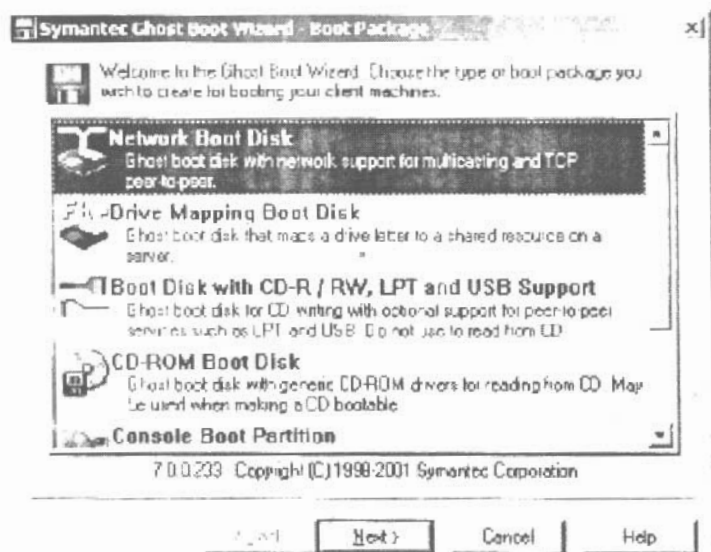 Symantec Ghost Boot Wizard - Boot Package
Welcome to the Ghost Boot Wizard. Choose the type of boot package you
wish to create for booting your client machines.
Network Boot Disk
Ghost boot disk with network support for multicasting and TCP
peer-to-peer.
Drive Mapping Boot Disk
Ghost boot disk that maps a drive letter to a shared resource on a
server.
Boot Disk with CD-R / RW, LPT and USB Support
Ghost boot disk for CD writing with optional support for peer-to-peer
services such as LPT and USB. Do not use to read from CD
CD-ROM Boot Disk
Ghost boot disk with generic CD-ROM drivers for reading from CD. May
be used when making a CD bootable
Console Boot Partition
7.0.0.233 Copyright (C) 1998-2001 Symantec Corporation
Next >
Cancel
Help